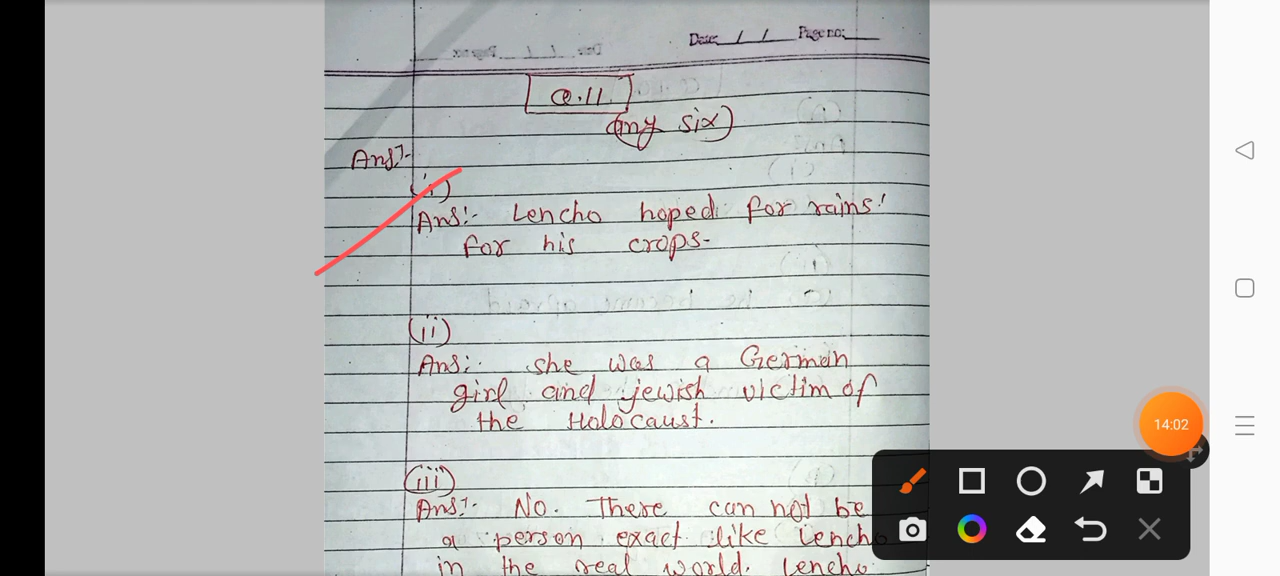 Date: / / Page no:
Q.11
(Any six)
Ans:-
(i)
Ans:- Lencho hoped for rains!
for his crops-
(ii)
Ans:- she was a German
girl and jewish victim of
the Holocaust.
(iii)
Ans:- No. There can not be
a person exact like Lencho
in the real world. Lencho
14:02